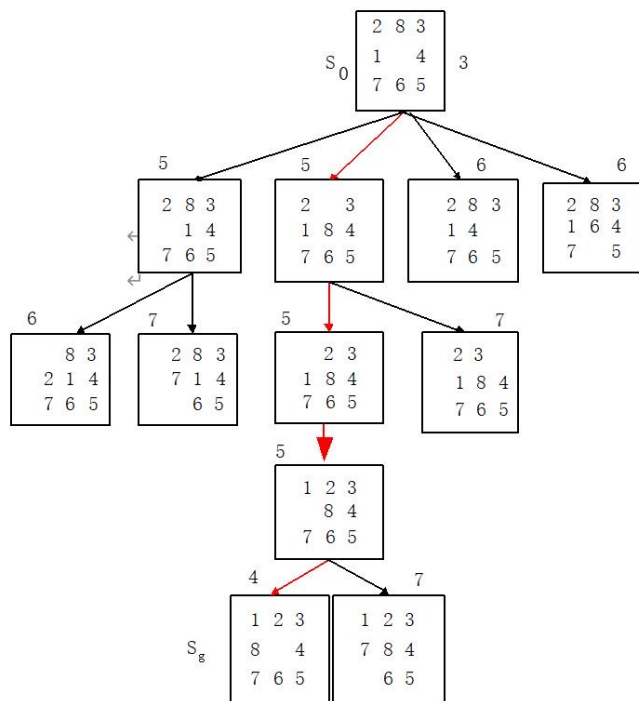 2 8 3
S0 1 4 3
7 6 5
5 5 6 6
2 8 3 2 3 2 8 3 2 8 3
1 4 1 8 4 1 4 1 6 4
7 6 5 7 6 5 7 6 5 7 5
6 7 5 7
8 3 2 8 3 2 3 2 3
2 1 4 7 1 4 1 8 4 1 8 4
7 6 5 6 5 7 6 5 7 6 5
5
1 2 3
8 4
7 6 5
4 7
1 2 3 1 2 3
Sg 8 4 7 8 4
7 6 5 6 5